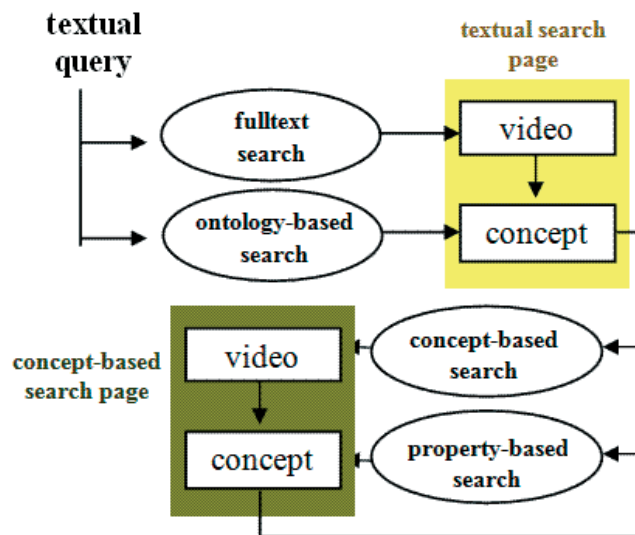 textual
query
textual search
page
fulltext
search
video
ontology-based
search
concept
concept-based
search page
video
concept-based
search
concept
property-based
search